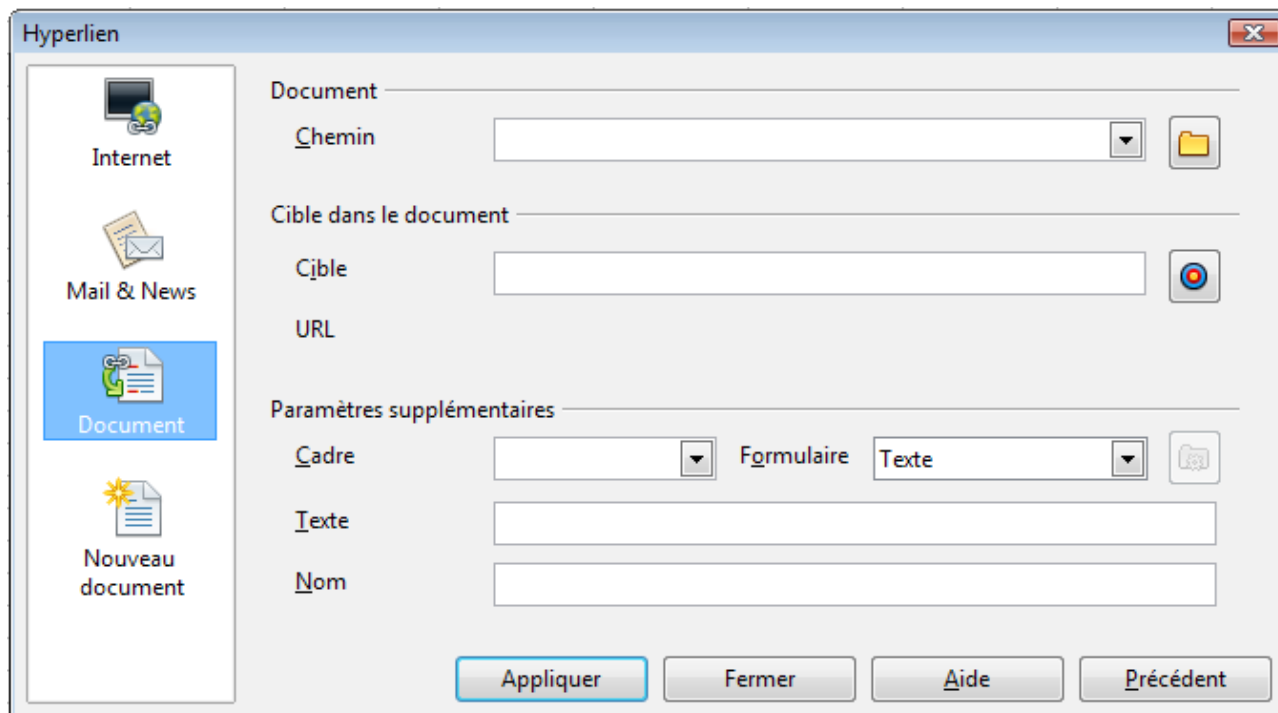 Hyperlien
Internet
Mail & News
Document
Nouveau
document
Document
Chemin
Cible dans le document
Cible
URL
Paramètres supplémentaires
Cadre
Formulaire
Texte
Texte
Nom
Appliquer
Fermer
Aide
Précédent